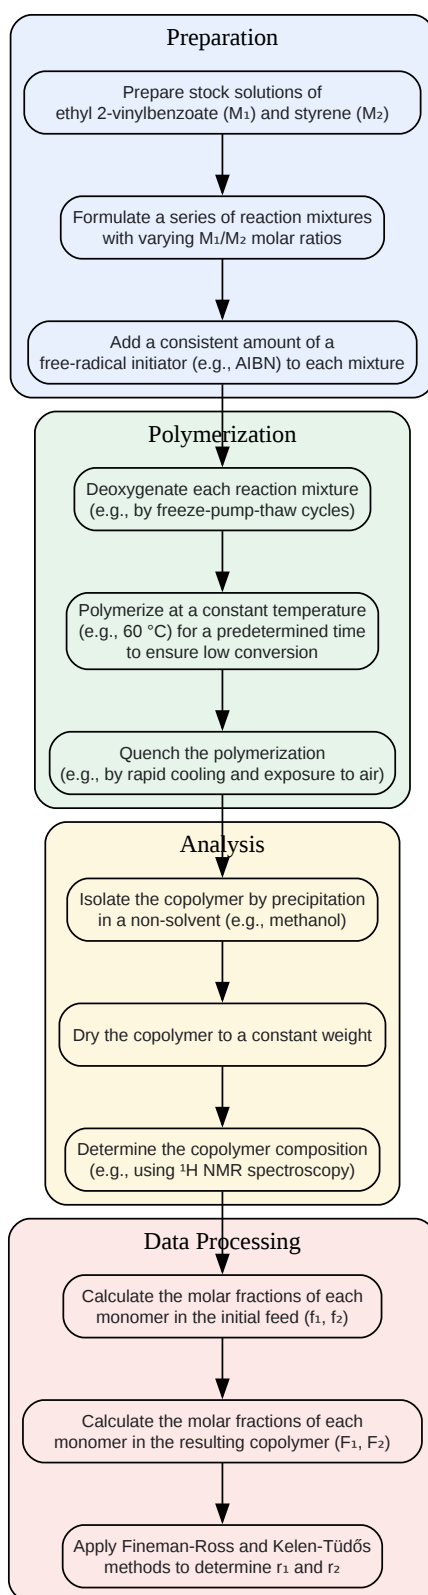 Preparation
Prepare stock solutions of
ethyl 2-vinylbenzoate (M₁) and styrene (M₂)
Formulate a series of reaction mixtures
with varying M₁/M₂ molar ratios
Add a consistent amount of a
free-radical initiator (e.g., AIBN) to each mixture
Polymerization
Deoxygenate each reaction mixture
(e.g., by freeze-pump-thaw cycles)
Polymerize at a constant temperature
(e.g., 60 °C) for a predetermined time
to ensure low conversion
Quench the polymerization
(e.g., by rapid cooling and exposure to air)
Analysis
Isolate the copolymer by precipitation
in a non-solvent (e.g., methanol)
Dry the copolymer to a constant weight
Determine the copolymer composition
(e.g., using ¹H NMR spectroscopy)
Data Processing
Calculate the molar fractions of each
monomer in the initial feed (f₁, f₂)
Calculate the molar fractions of each
monomer in the resulting copolymer (F₁, F₂)
Apply Fineman-Ross and Kelen-Tüdős
methods to determine r₁ and r₂